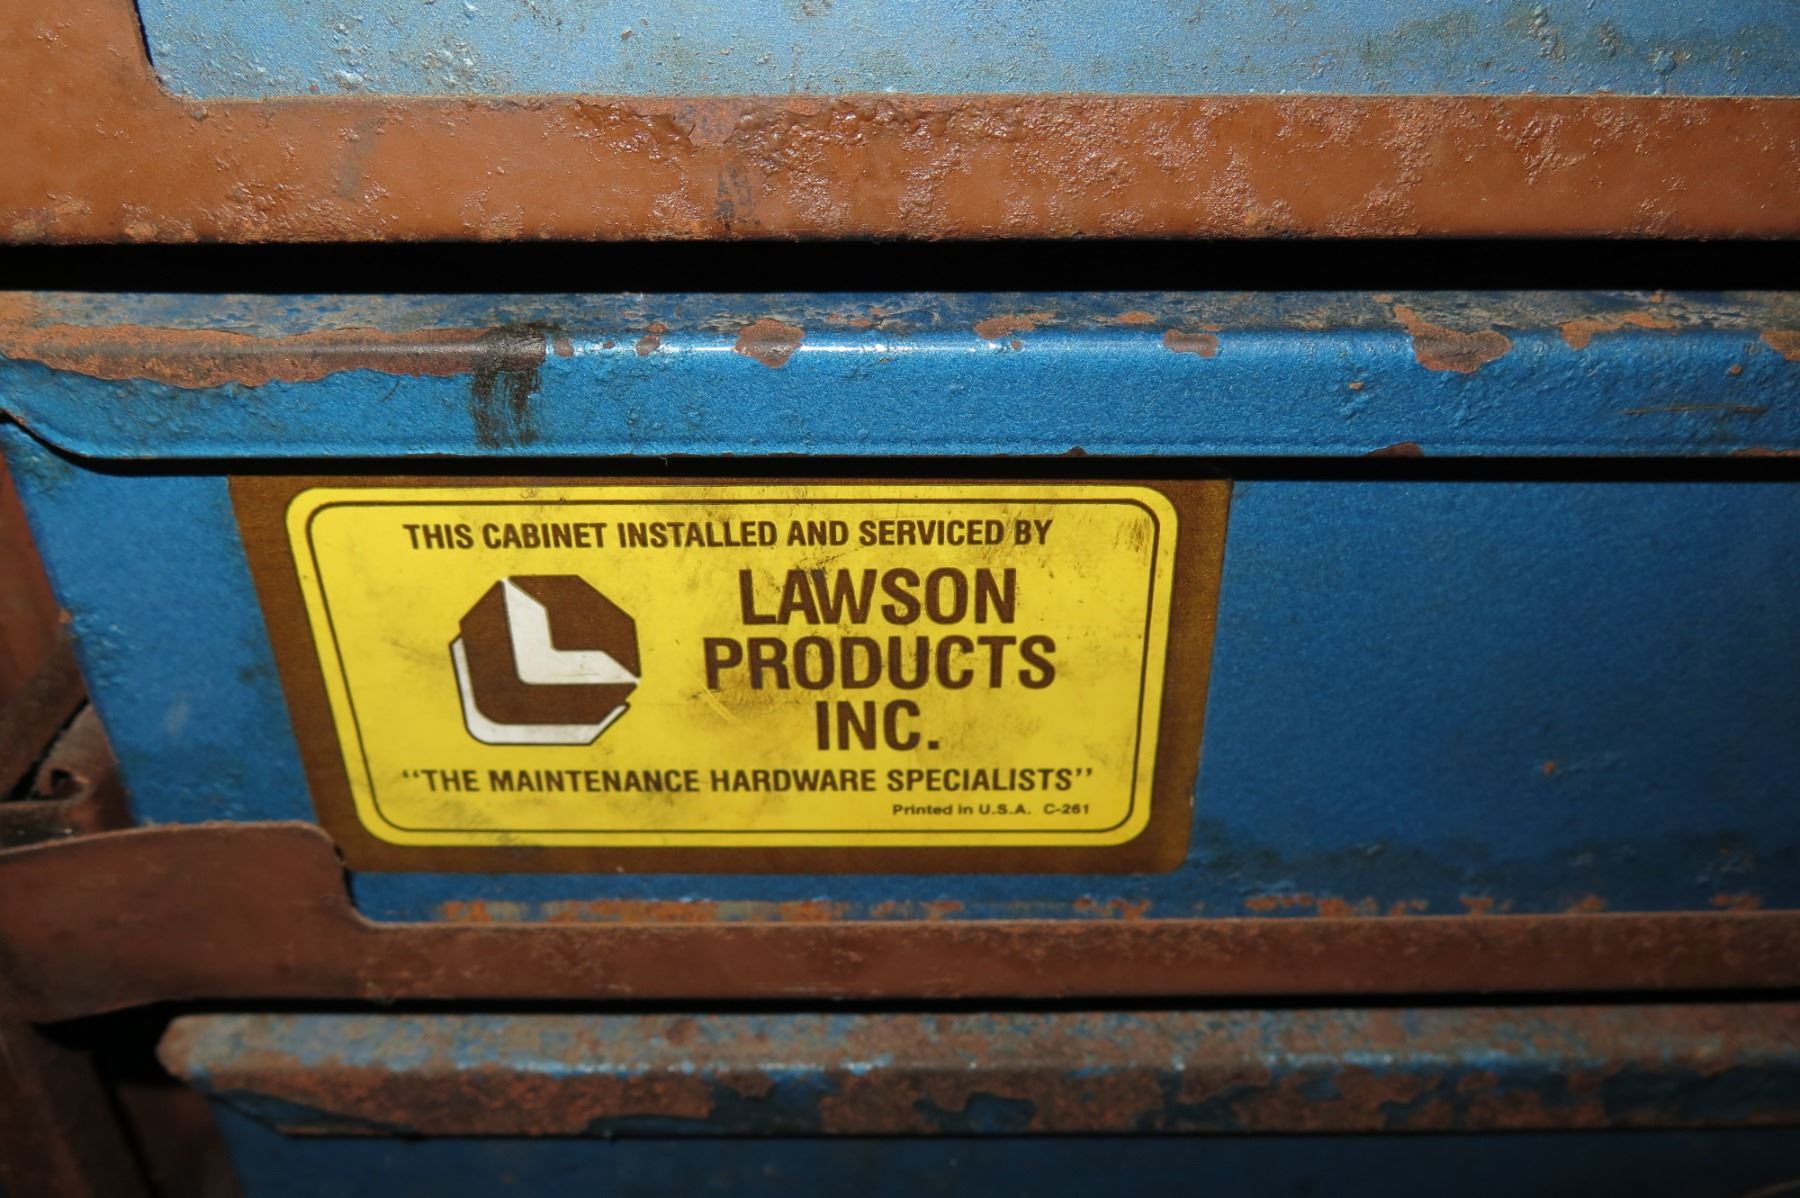 THIS CABINET INSTALLED AND SERVICED BY
LAWSON
PRODUCTS
INC.
“THE MAINTENANCE HARDWARE SPECIALISTS”
Printed in U.S.A. C-261